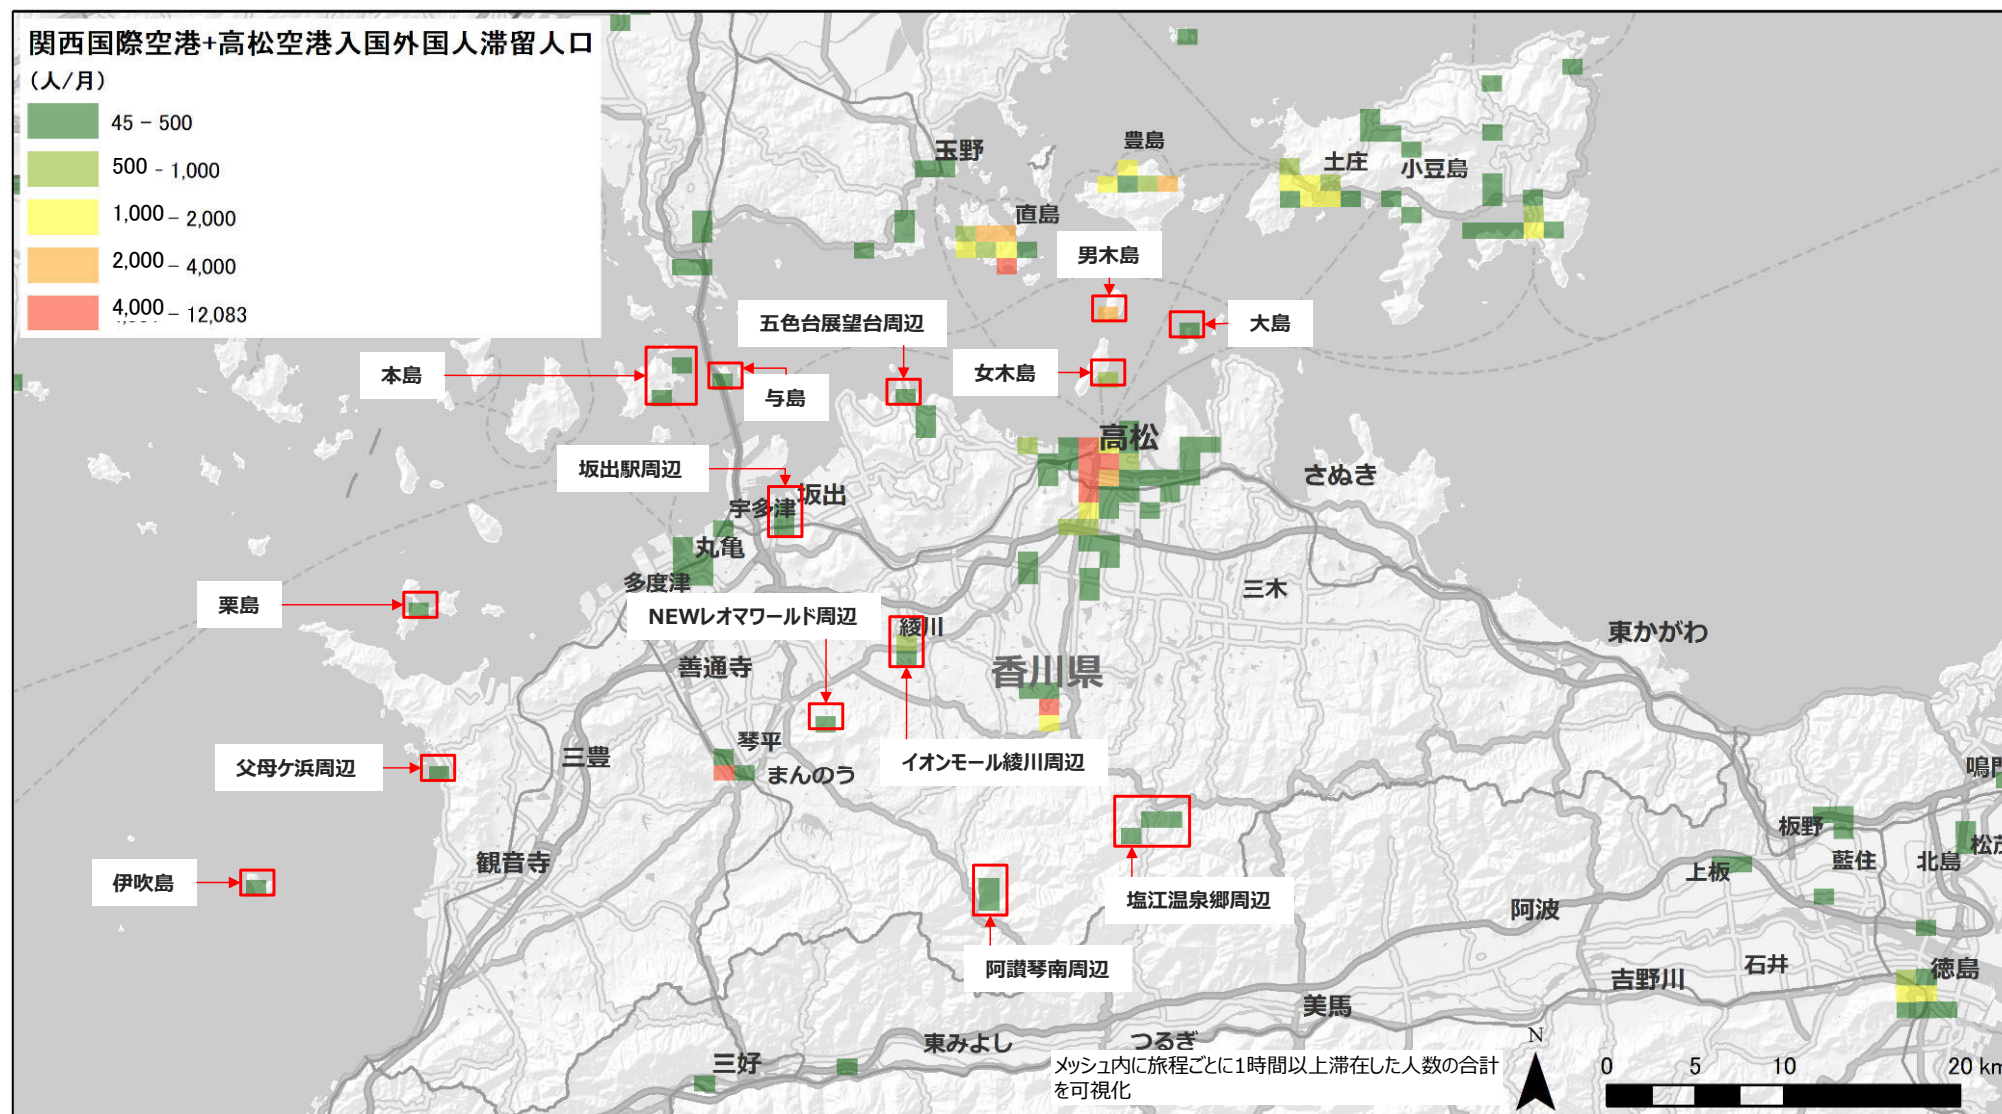 関西国際空港+高松空港入国外国人滞留人口
(人/月)
45 – 500
500 - 1,000
1,000 – 2,000
2,000 – 4,000
4,000 – 12,083
玉野
豊島
土庄
小豆島
直島
男木島
五色台展望台周辺
大島
本島
女木島
与島
高松
坂出駅周辺
坂出
さぬき
宇多津
丸亀
多度津
三木
栗島
NEWレオマワールド周辺
綾川
東かがわ
善通寺
香川県
琴平
三豊
まんのう
父母ケ浜周辺
イオンモール綾川周辺
鳴門
板野
松茂
藍住
北島
観音寺
上板
伊吹島
塩江温泉郷周辺
阿波
阿讃琴南周辺
石井
徳島
吉野川
美馬
東みよし
つるぎ
三好
メッシュ内に旅程ごとに1時間以上滞在した人数の合計
を可視化
N
0 5 10 20 km